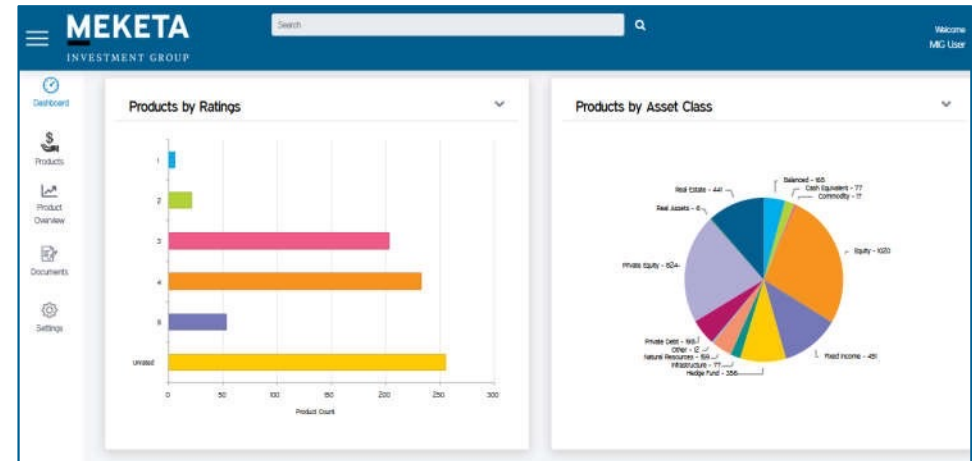 MEKETA
INVESTMENT GROUP
Search
Welcome
MIG User
Dashboard
Products
Product
Overview
Documents
Settings
Products by Ratings
1
2
3
4
5
Unrated
0 50 100 150 200 250 300
Product Count
Products by Asset Class
Balanced - 165
Cash Equivalent - 77
Commodity -
Equity - 1020
Fixed Income - 451
Hedge Fund - 356
Infrastructure - 77
Natural Resources - 159
Other - 12
Private Debt -
Private Equity - 824
Real Assets - 6
Real Estate - 441